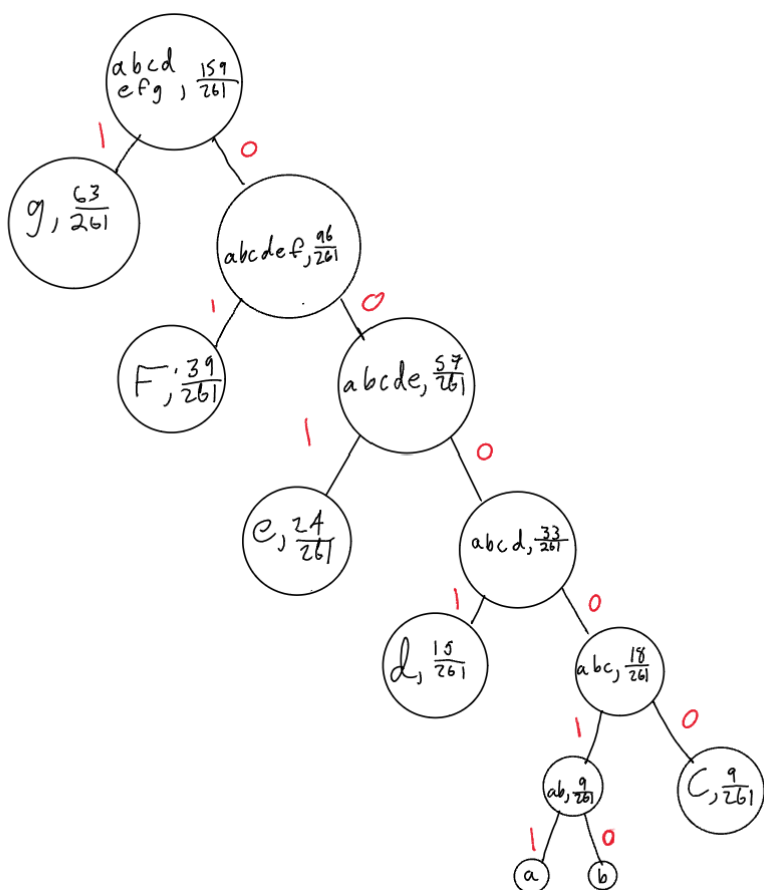 abcd
efg, 159/261
1
0
g, 63/261
abcdef, 96/261
1
0
F, 39/261
abcde, 57/261
1
0
e, 24/261
abcd, 33/261
1
0
d, 15/261
abc, 18/261
1
0
ab, 9/261
C, 9/261
1
0
a
b